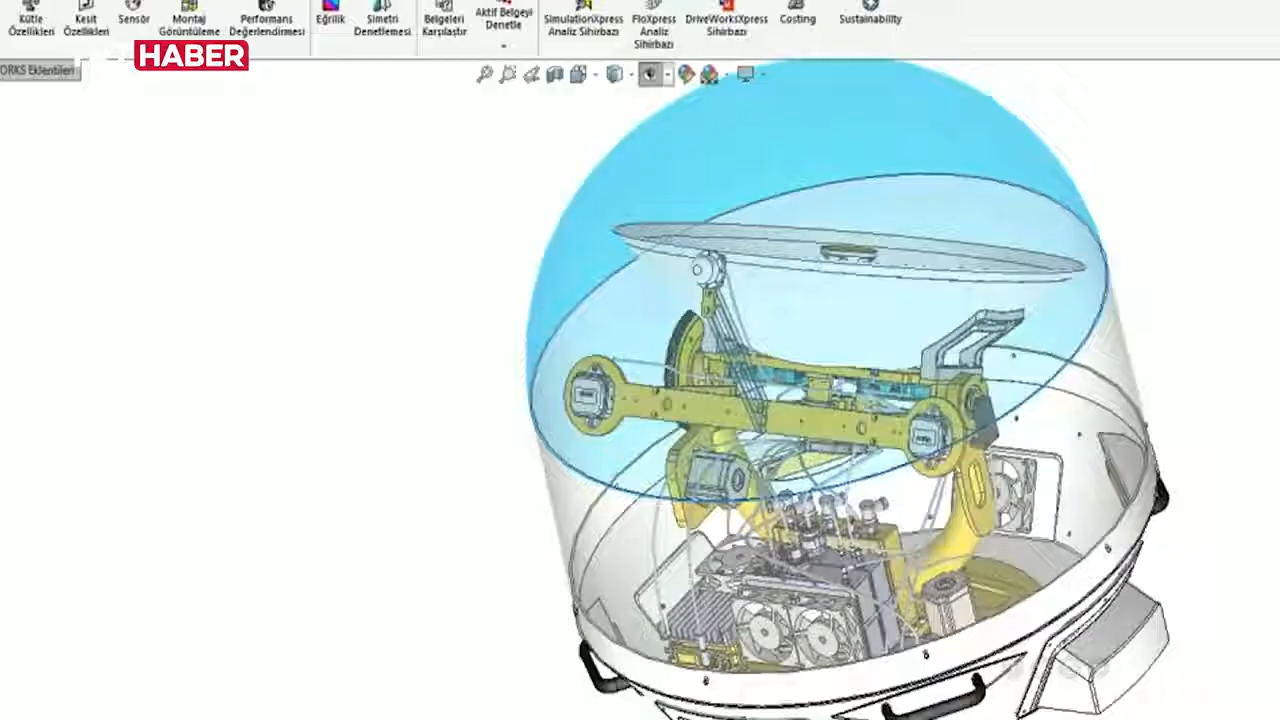 Kütle
Özellikleri
Kesit
Özellikleri
Sensör
Montaj
Görüntüleme
Performans
Değerlendirmesi
Eğrilik
Simetri
Denetlemesi
Belgeleri
Karşılaştır
Aktif Belgeyi
Denetle
SimulationXpress
Analiz Sihirbazı
FloXpress
Analiz
Sihirbazı
DriveWorksXpress
Sihirbazı
Costing
Sustainability
HABER
ORKS Eklentileri